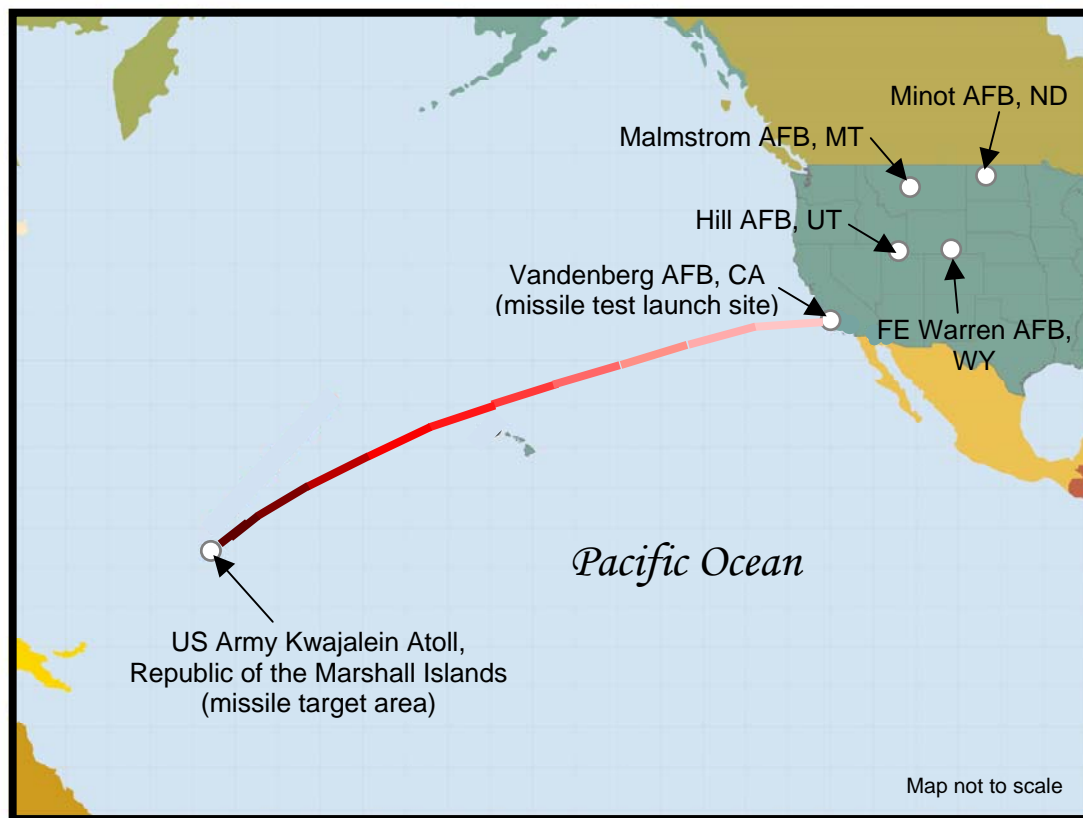 Minot AFB, ND
Malmstrom AFB, MT
Hill AFB, UT
Vandenberg AFB, CA
(missile test launch site)
FE Warren AFB,
WY
Pacific Ocean
US Army Kwajalein Atoll,
Republic of the Marshall Islands
(missile target area)
Map not to scale